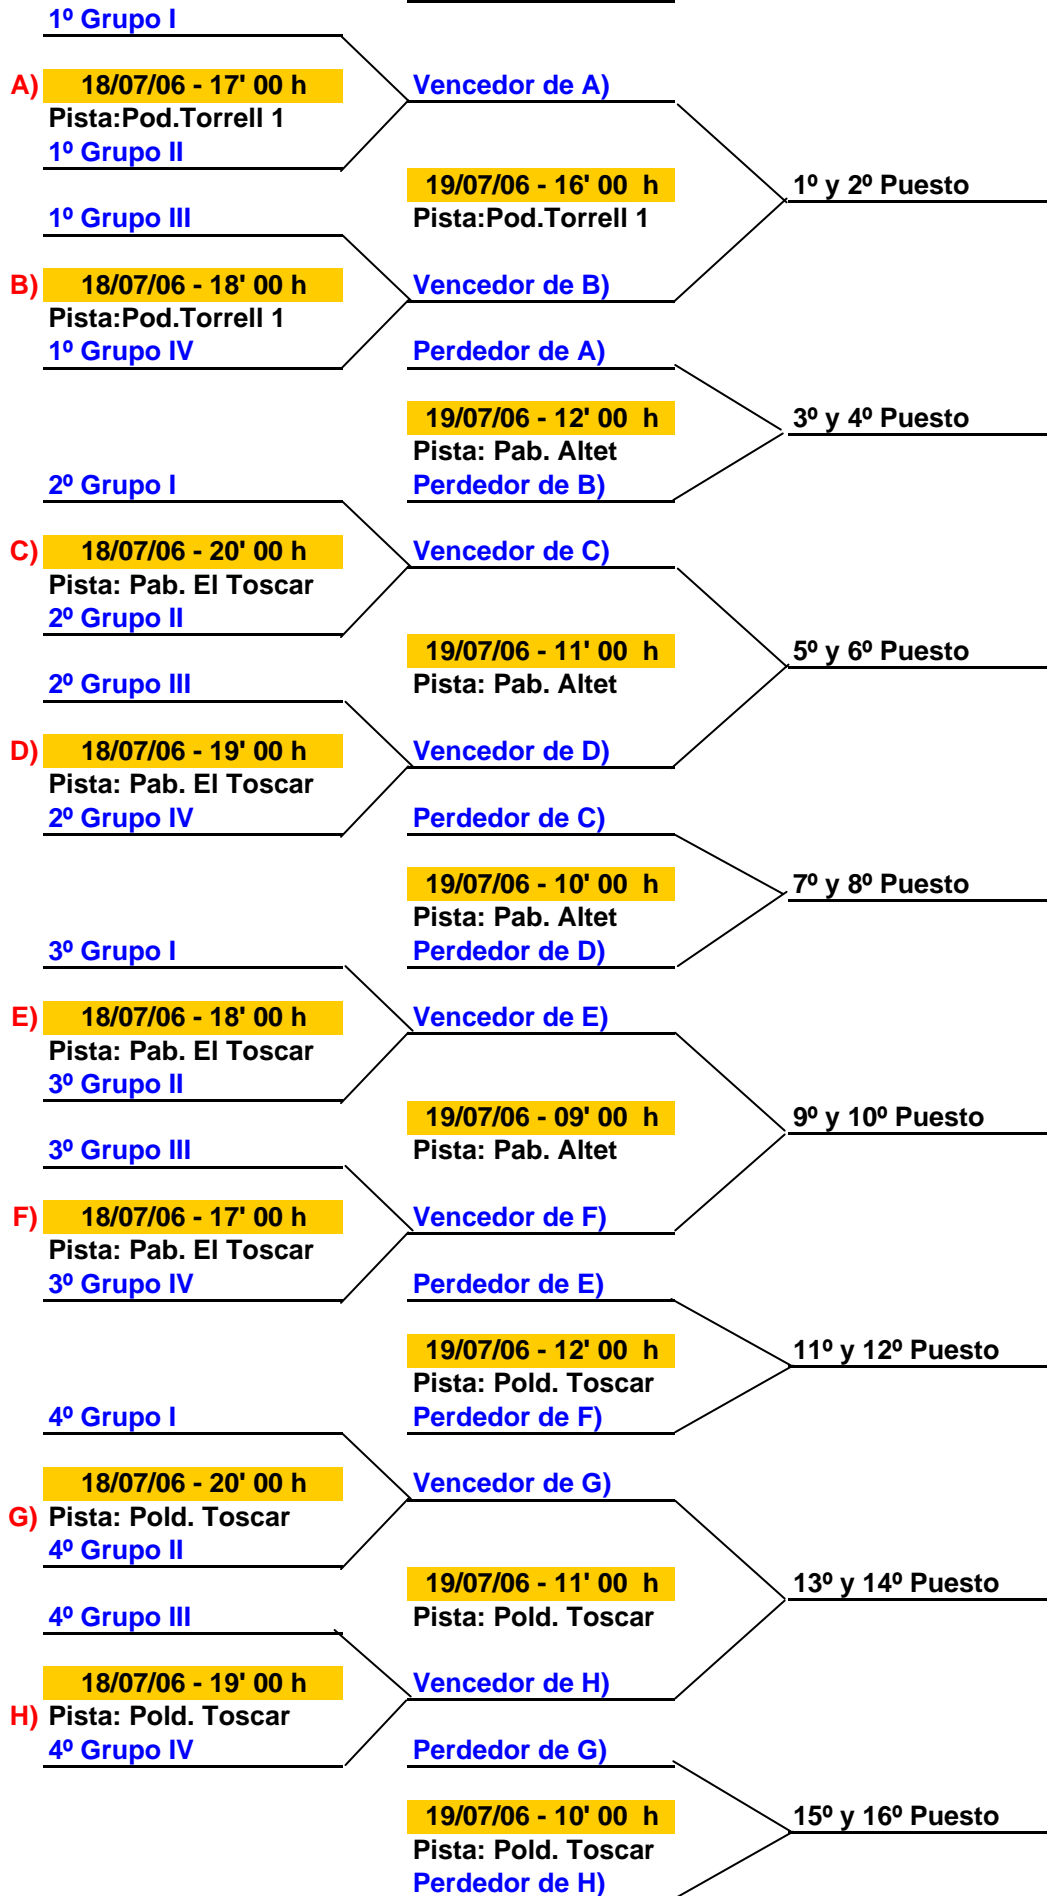 1º Grupo I
A) 18/07/06 - 17' 00 h
Vencedor de A)
Pista:Pod.Torrell 1
1º Grupo II
19/07/06 - 16' 00 h
1º y 2º Puesto
1º Grupo III
Pista:Pod.Torrell 1
B) 18/07/06 - 18' 00 h
Vencedor de B)
Pista:Pod.Torrell 1
1º Grupo IV
Perdedor de A)
19/07/06 - 12' 00 h
3º y 4º Puesto
Pista: Pab. Altet
2º Grupo I
Perdedor de B)
C) 18/07/06 - 20' 00 h
Vencedor de C)
Pista: Pab. El Toscar
2º Grupo II
19/07/06 - 11' 00 h
5º y 6º Puesto
2º Grupo III
Pista: Pab. Altet
D) 18/07/06 - 19' 00 h
Vencedor de D)
Pista: Pab. El Toscar
2º Grupo IV
Perdedor de C)
19/07/06 - 10' 00 h
7º y 8º Puesto
Pista: Pab. Altet
3º Grupo I
Perdedor de D)
E) 18/07/06 - 18' 00 h
Vencedor de E)
Pista: Pab. El Toscar
3º Grupo II
19/07/06 - 09' 00 h
9º y 10º Puesto
3º Grupo III
Pista: Pab. Altet
F) 18/07/06 - 17' 00 h
Vencedor de F)
Pista: Pab. El Toscar
3º Grupo IV
Perdedor de E)
19/07/06 - 12' 00 h
11º y 12º Puesto
Pista: Pold. Toscar
4º Grupo I
Perdedor de F)
18/07/06 - 20' 00 h
Vencedor de G)
G) Pista: Pold. Toscar
4º Grupo II
19/07/06 - 11' 00 h
13º y 14º Puesto
4º Grupo III
Pista: Pold. Toscar
18/07/06 - 19' 00 h
Vencedor de H)
H) Pista: Pold. Toscar
4º Grupo IV
Perdedor de G)
19/07/06 - 10' 00 h
15º y 16º Puesto
Pista: Pold. Toscar
Perdedor de H)